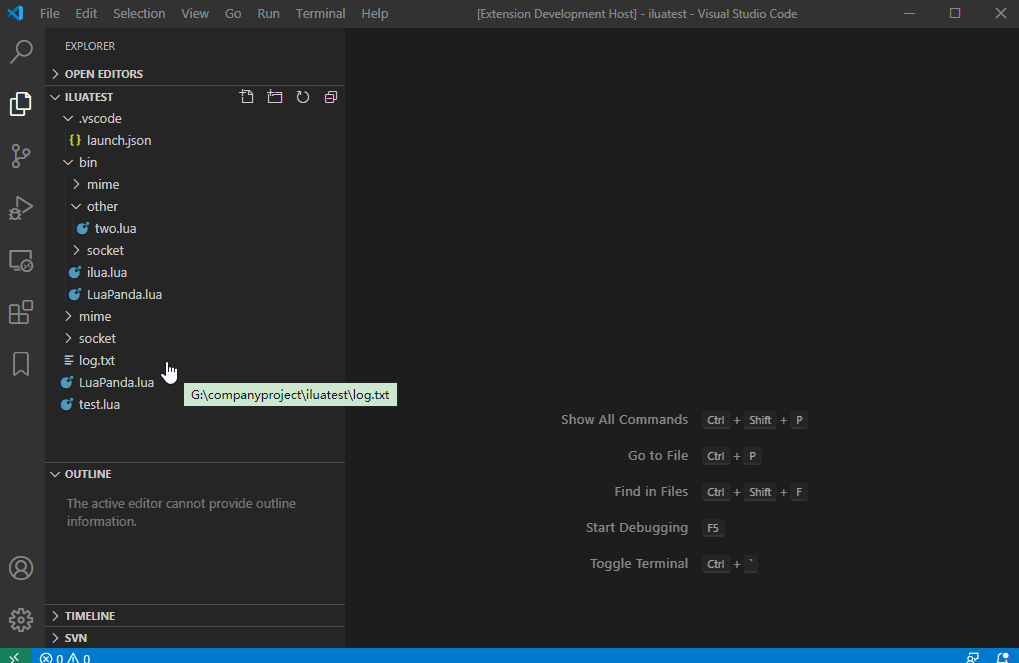 File Edit Selection View Go Run Terminal Help [Extension Development Host] - iluatest - Visual Studio Code
EXPLORER
OPEN EDITORS
ILUATEST
.vscode
{} launch.json
bin
mime
other
two.lua
socket
ilua.lua
LuaPanda.lua
mime
socket
log.txt
LuaPanda.lua
test.lua
G:\companyproject\iluatest\log.txt
Show All Commands Ctrl + Shift + P
Go to File Ctrl + P
Find in Files Ctrl + Shift + F
Start Debugging F5
Toggle Terminal Ctrl + `
OUTLINE
The active editor cannot provide outline
information.
TIMELINE
SVN
0 0